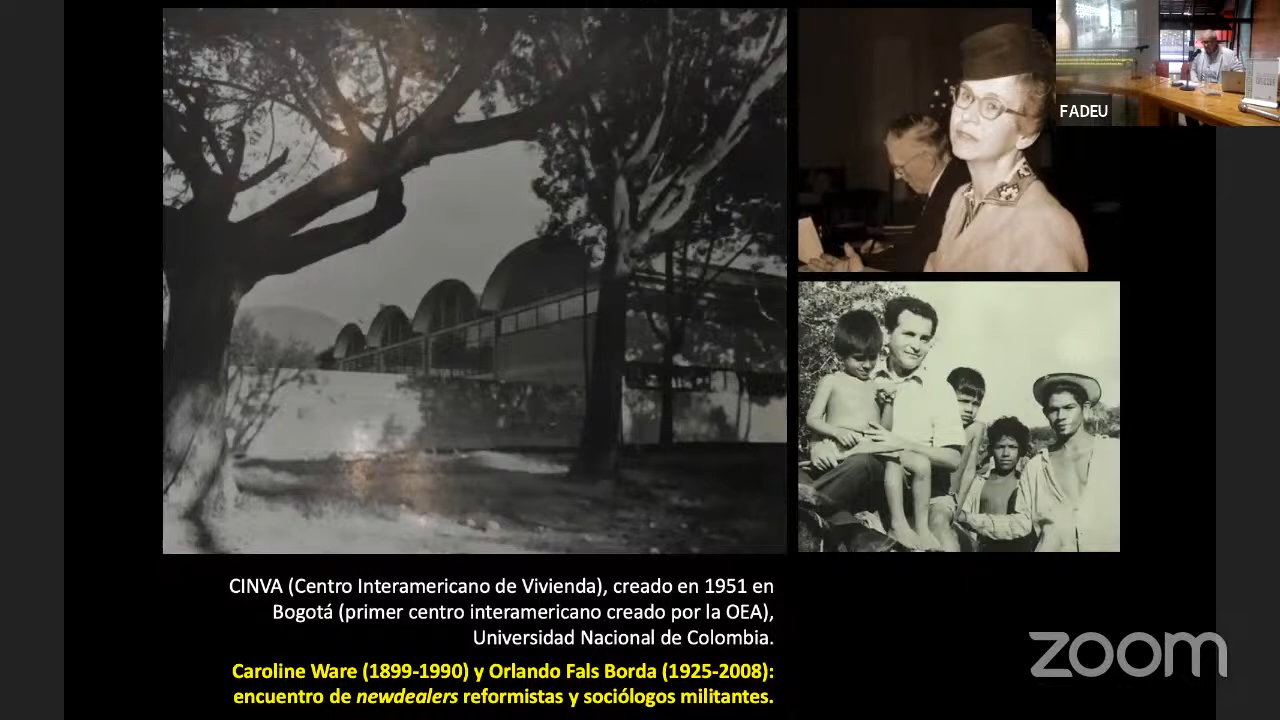 FADEU
CINVA (Centro Interamericano de Vivienda), creado en 1951 en
Bogotá (primer centro interamericano creado por la OEA),
Universidad Nacional de Colombia.
Caroline Ware (1899-1990) y Orlando Fals Borda (1925-2008):
encuentro de newdealers reformistas y sociólogos militantes.
zoom